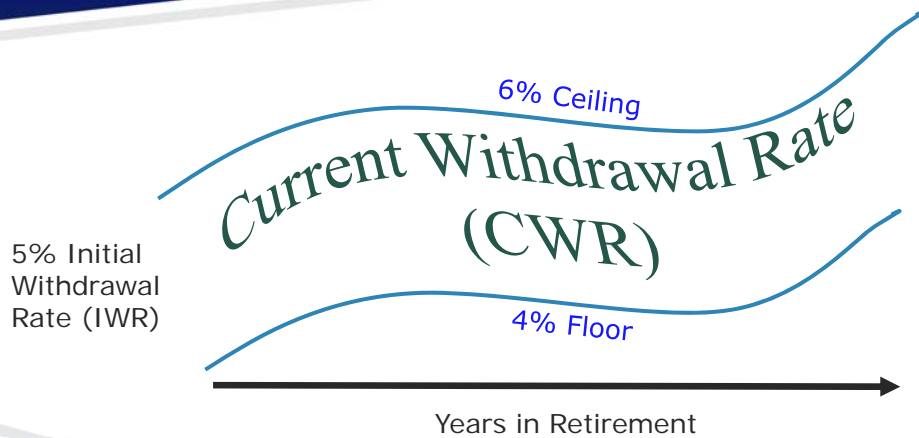 6% Ceiling
Current Withdrawal Rate
(CWR)
5% Initial
Withdrawal
Rate (IWR)
4% Floor
Years in Retirement